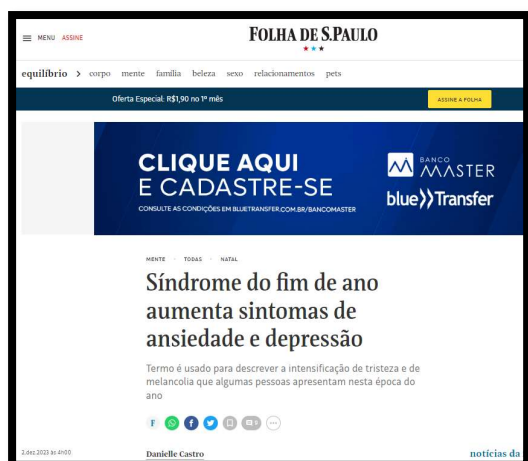 MENU ASSINE
FOLHA DE S.PAULO
equilíbrio > corpo mente família beleza sexo relacionamentos pets
Oferta Especial: R$1,90 no 1º mês
ASSINE A FOLHA
CLIQUE AQUI
E CADASTRE-SE
CONSULTE AS CONDIÇÕES EM BLUETRANSFER.COM.BR/BANCOMASTER
BANCO
MASTER
blue Transfer
MENTE · TODAS · NATAL
Síndrome do fim de ano
aumenta sintomas de
ansiedade e depressão
Termo é usado para descrever a intensificação de tristeza e de
melancolia que algumas pessoas apresentam nesta época do
ano
F
2.dez.2023 às 4h00
Danielle Castro
notícias da